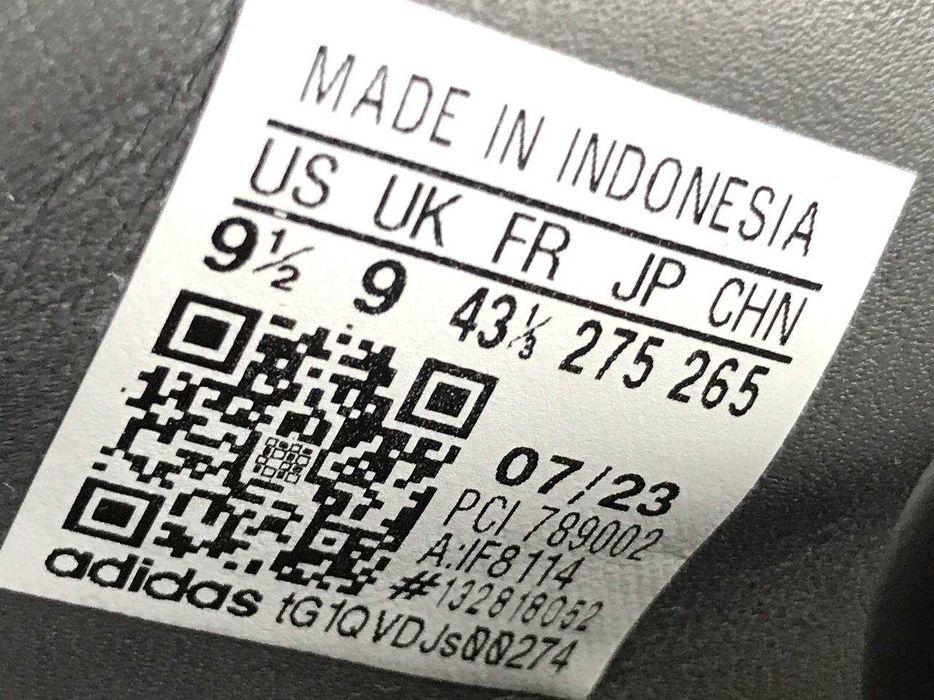 MADE IN INDONESIA
US UK FR JP CHN
9½ 9 43⅓ 275 265
07/23
PCI 789002
A:IF8114
#132818052
adidas tG1QVDJs00274